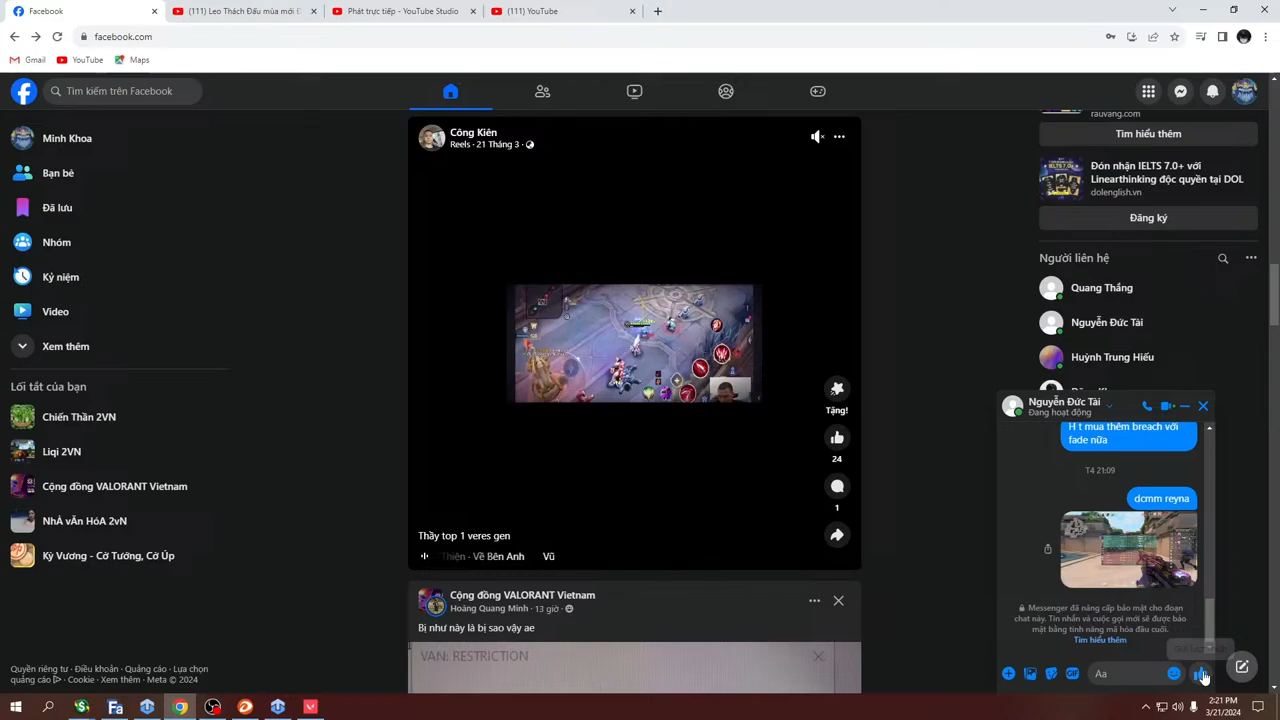 Facebook
(111) Leo Thách Đấu mùa mới
Phát trực tiếp - YouTube Studio
(111) YouTube
facebook.com
Gmail
YouTube
Maps
Tìm kiếm trên Facebook
Minh Khoa
Bạn bè
Đã lưu
Nhóm
Kỷ niệm
Video
Xem thêm
Lối tắt của bạn
Chiến Thần 2VN
Liqi 2VN
Cộng đồng VALORANT Vietnam
NhÀ vĂn HóA 2vN
Kỳ Vương - Cờ Tướng, Cờ Úp
Quyền riêng tư · Điều khoản · Quảng cáo · Lựa chọn
quảng cáo · Cookie · Xem thêm · Meta © 2024
Công Kiên
Reels · 21 Tháng 3 ·
Tặng!
24
1
Thầy top 1 veres gen
Thiện · Về Bên Anh
Vũ
Cộng đồng VALORANT Vietnam
Hoàng Quang Minh · 13 giờ ·
Bị như này là bị sao vậy ae
VAN: RESTRICTION
rauvang.com
Tìm hiểu thêm
Đón nhận IELTS 7.0+ với
Linearthinking độc quyền tại DOL
dolenglish.vn
Đăng ký
Người liên hệ
Quang Thắng
Nguyễn Đức Tài
Huỳnh Trung Hiếu
Nguyễn Đức Tài
Đang hoạt động
H t mua thêm breach với
fade nữa
T4 21:09
dcmm reyna
Messenger đã nâng cấp bảo mật cho đoạn
chat này. Tin nhắn và cuộc gọi mới sẽ được bảo
mật bằng tính năng mã hóa đầu cuối.
Tìm hiểu thêm
GIF
Aa
2:21 PM
3/21/2024